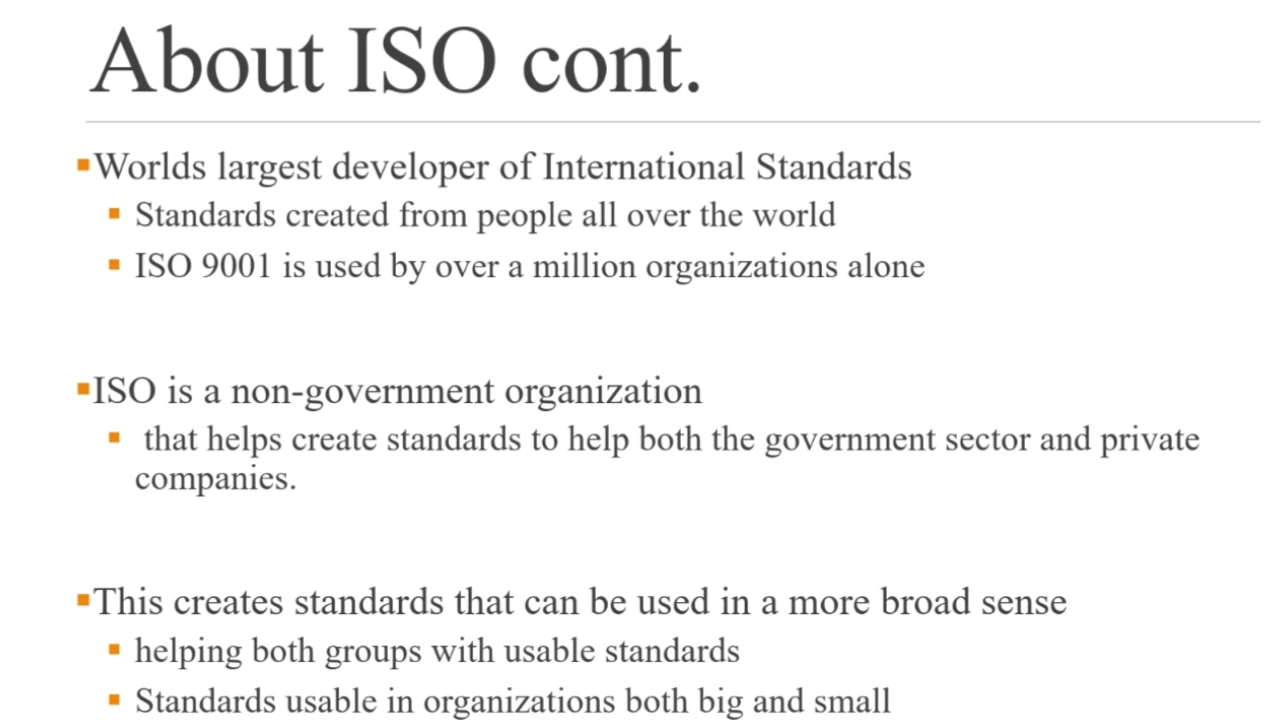 About ISO cont.
Worlds largest developer of International Standards
Standards created from people all over the world
ISO 9001 is used by over a million organizations alone
ISO is a non-government organization
that helps create standards to help both the government sector and private
companies.
This creates standards that can be used in a more broad sense
helping both groups with usable standards
Standards usable in organizations both big and small